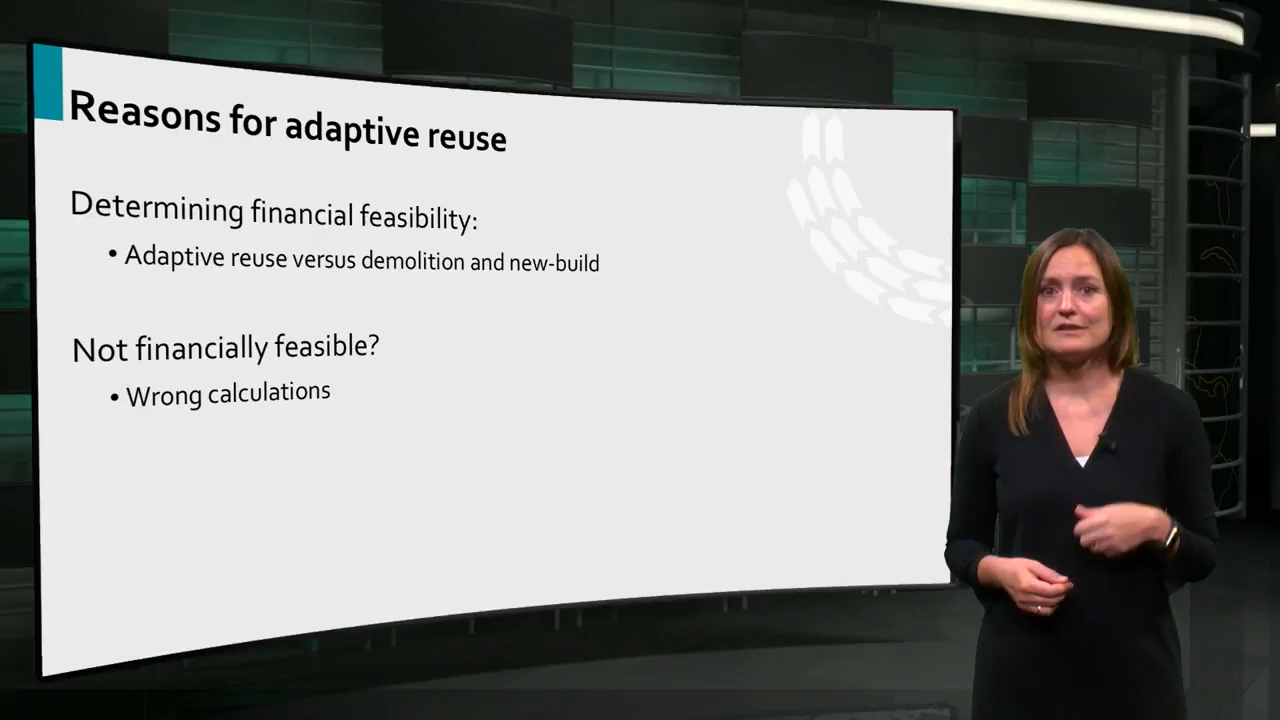 Reasons for adaptive reuse
Determining financial feasibility:
• Adaptive reuse versus demolition and new-build
Not financially feasible?
• Wrong calculations